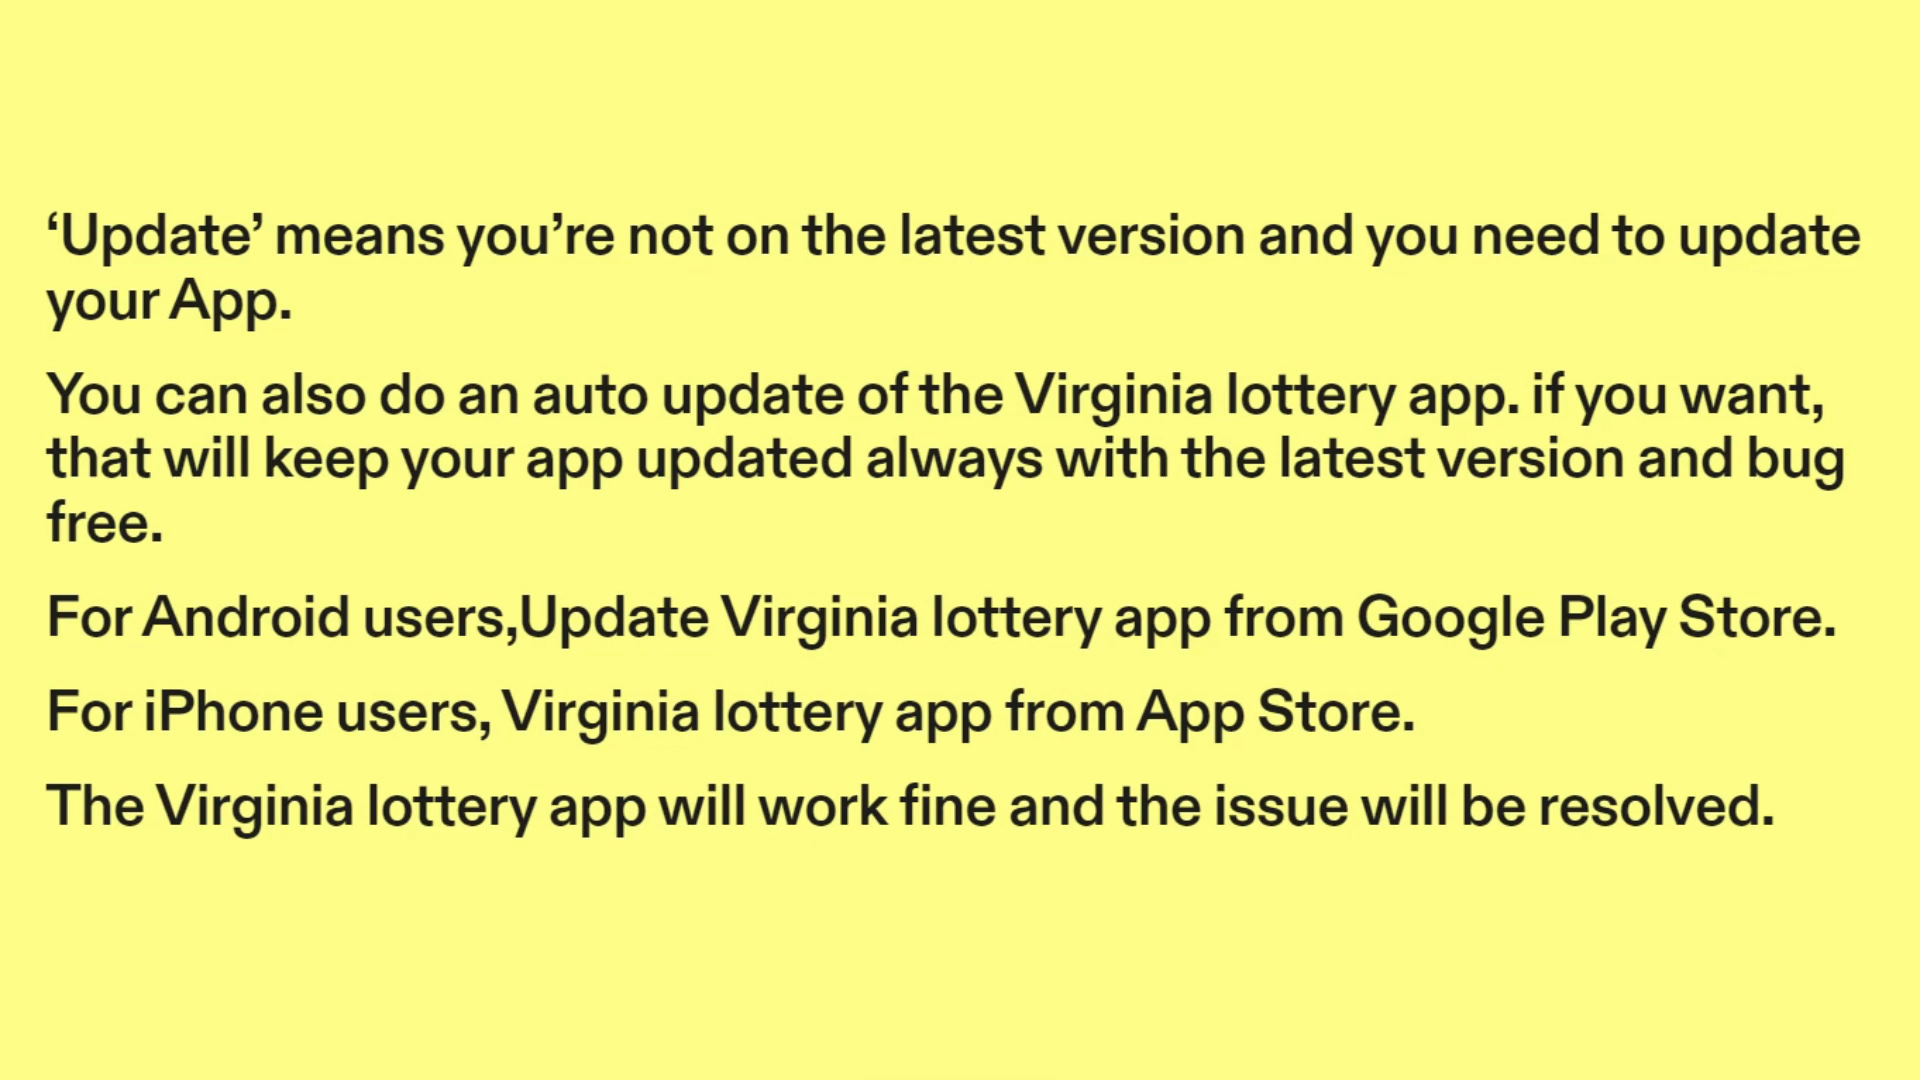 ‘Update’ means you’re not on the latest version and you need to update
your App.
You can also do an auto update of the Virginia lottery app. if you want,
that will keep your app updated always with the latest version and bug
free.
For Android users,Update Virginia lottery app from Google Play Store.
For iPhone users, Virginia lottery app from App Store.
The Virginia lottery app will work fine and the issue will be resolved.